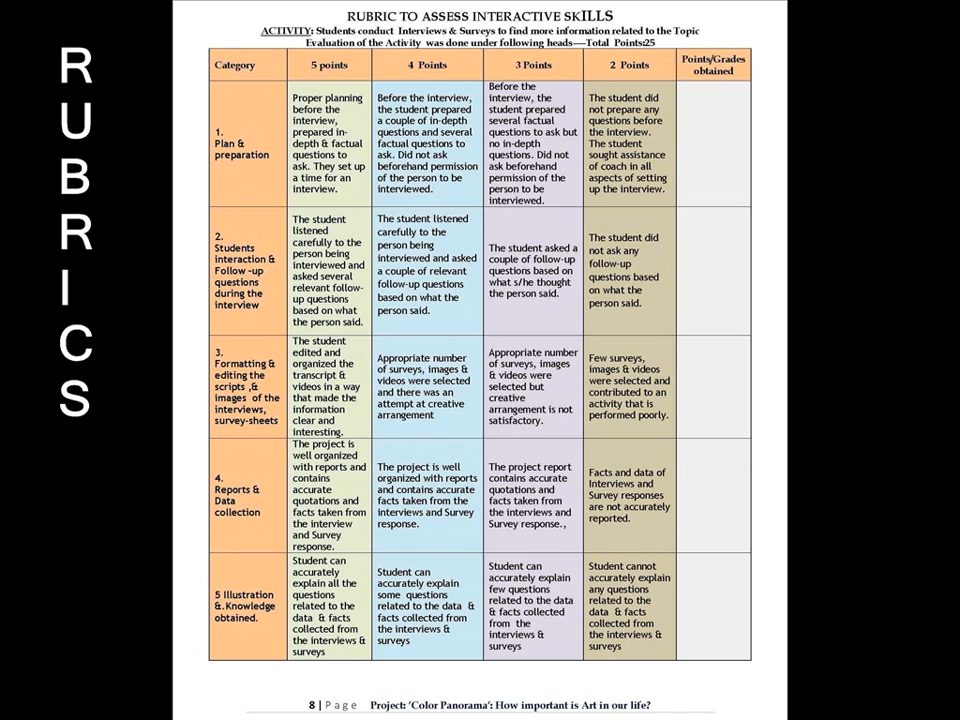 R
U
B
R
I
C
S
RUBRIC TO ASSESS INTERACTIVE SKILLS
ACTIVITY: Students conduct Interviews & Surveys to find more information related to the Topic
Evaluation of the Activity was done under following heads----Total Points:25
Category
5 points
4 Points
3 Points
2 Points
Points/Grades
obtained
1.
Plan &
preparation
Proper planning
before the
interview,
prepared in-
depth & factual
questions to
ask. They set up
a time for an
interview.
Before the interview,
the student prepared
a couple of in-depth
questions and several
factual questions to
ask. Did not ask
beforehand permission
of the person to be
interviewed.
Before the
interview, the
student prepared
several factual
questions to ask but
no in-depth
questions. Did not
ask beforehand
permission of the
person to be
interviewed.
The student did
not prepare any
questions before
the interview.
The student
sought assistance
of coach in all
aspects of setting
up the interview.
2.
Students
interaction &
Follow -up
questions
during the
interview
The student
listened
carefully to the
person being
interviewed and
asked several
relevant follow-
up questions
based on what
the person said.
The student listened
carefully to the
person being
interviewed and asked
a couple of relevant
follow-up questions
based on what the
person said.
The student asked a
couple of follow-up
questions based on
what s/he thought
the person said.
The student did
not ask any
follow-up
questions based
on what the
person said.
3.
Formatting &
editing the
scripts ,&
images of the
interviews,
survey-sheets
The student
edited and
organized the
transcript &
videos in a way
that made the
information
clear and
interesting.
Appropriate number
of surveys, images &
videos were selected
and there was an
attempt at creative
arrangement
Appropriate number
of surveys, images
& videos were
selected but
creative
arrangement is not
satisfactory.
Few surveys,
images & videos
were selected and
contributed to an
activity that is
performed poorly.
4.
Reports &
Data
collection
The project is
well organized
with reports and
contains
accurate
quotations and
facts taken from
the interview
and Survey
response.
The project is well
organized with reports
and contains accurate
facts taken from the
interviews and Survey
response.
The project report
contains accurate
quotations and
facts taken from
the interviews and
Survey response.,
Facts and data of
Interviews and
Survey responses
are not accurately
reported.
5 Illustration
&.Knowledge
obtained.
Student can
accurately
explain all the
questions
related to the
data & facts
collected from
the interviews &
surveys
Student can
accurately explain
some questions
related to the data &
facts collected from
the interviews &
surveys
Student can
accurately explain
few questions
related to the data
& facts collected
from the
interviews &
surveys
Student cannot
accurately explain
any questions
related to the
data & facts
collected from the
interviews &
surveys
8 | Page Project: 'Color Panorama': How important is Art in our life?